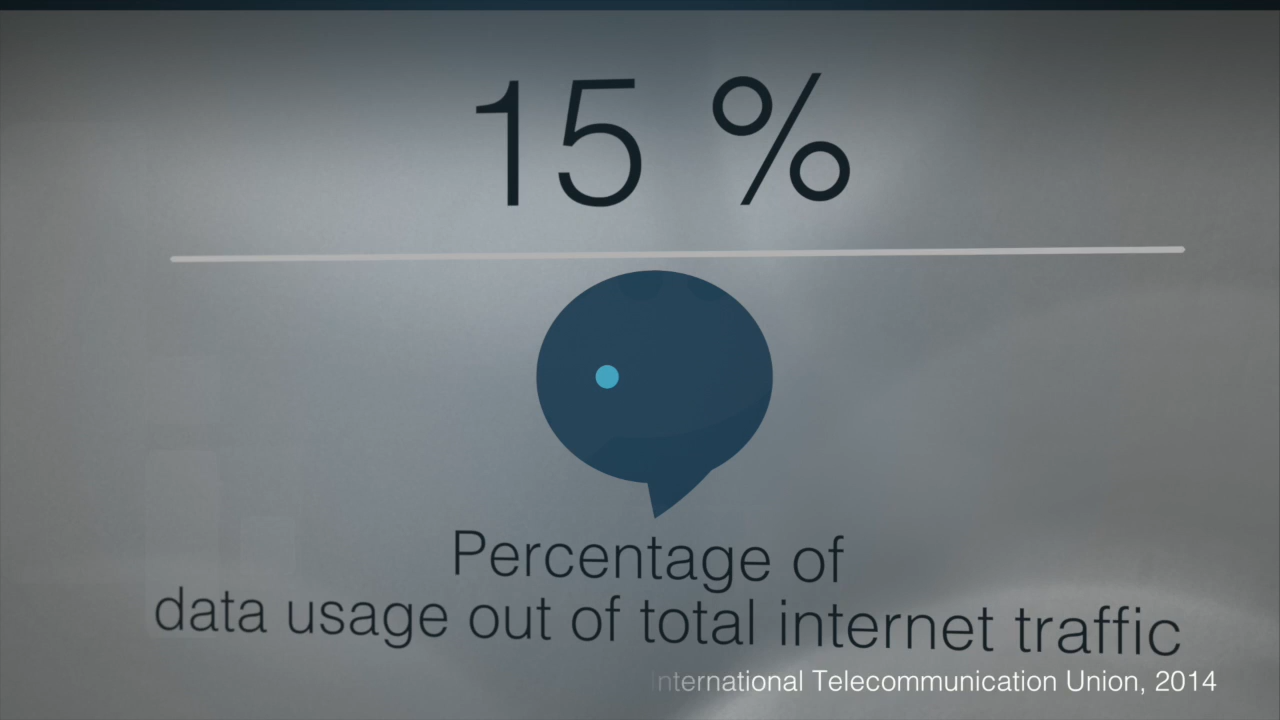 15 %
Percentage of
data usage out of total internet traffic
International Telecommunication Union, 2014